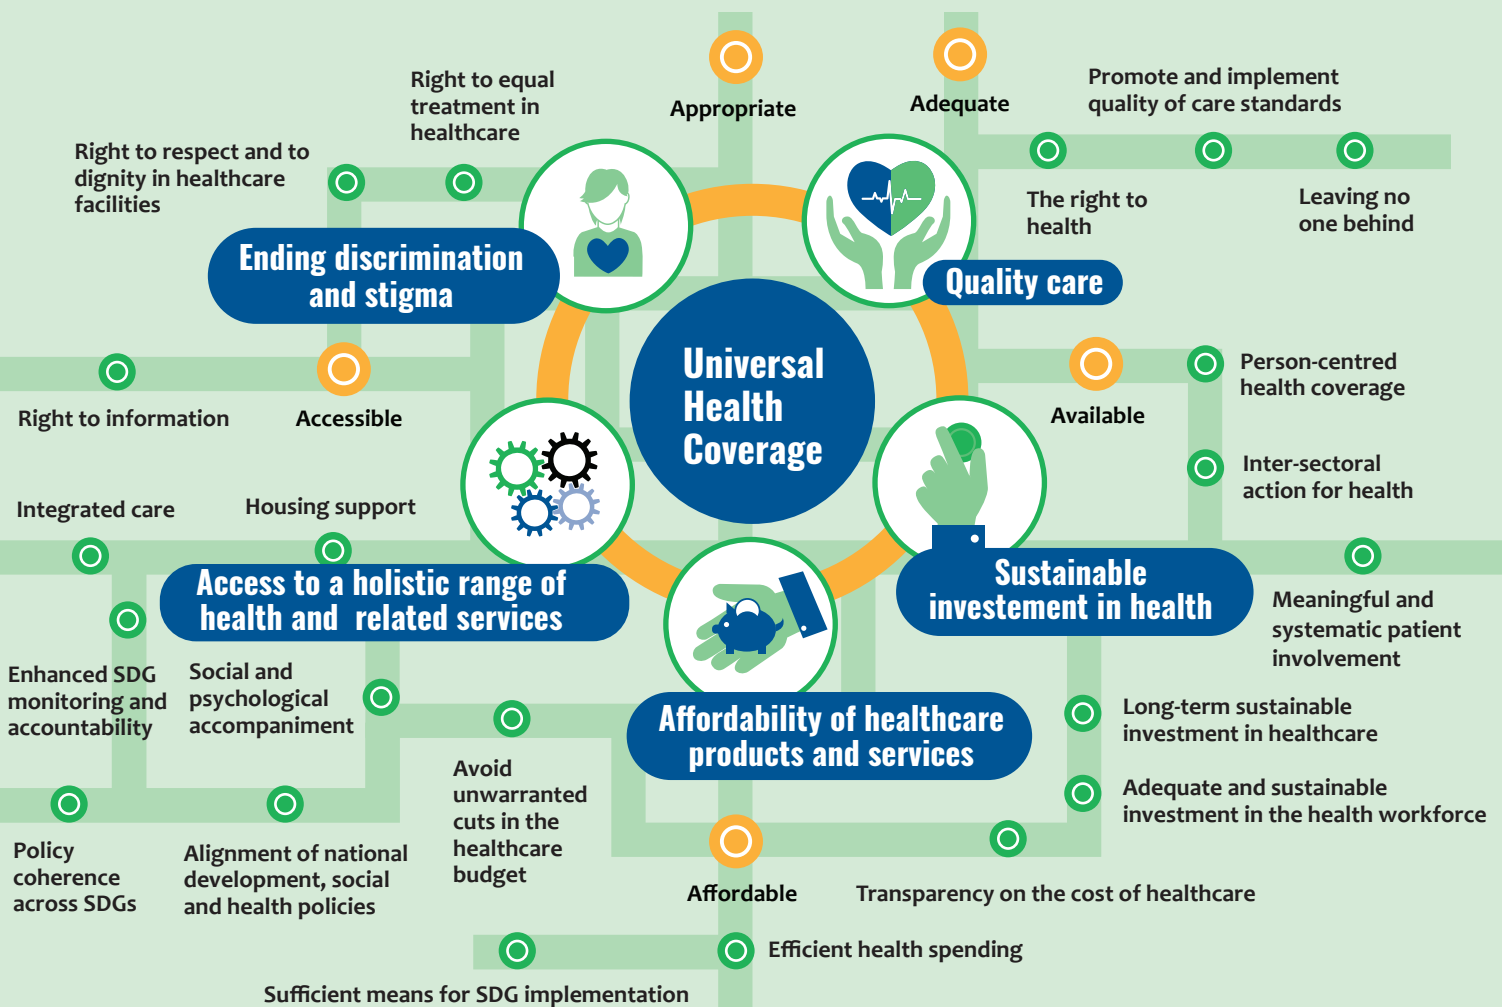 Appropriate
Adequate
Right to equal
treatment in
healthcare
Promote and implement
quality of care standards
Right to respect and to
dignity in healthcare
facilities
The right to
health
Leaving no
one behind
Ending discrimination
and stigma
Quality care
Universal
Health
Coverage
Right to information
Accessible
Available
Person-centred
health coverage
Inter-sectoral
action for health
Integrated care
Housing support
Access to a holistic range of
health and related services
Sustainable
investement in health
Meaningful and
systematic patient
involvement
Enhanced SDG
monitoring and
accountability
Social and
psychological
accompaniment
Affordability of healthcare
products and services
Long-term sustainable
investment in healthcare
Avoid
unwarranted
cuts in the
healthcare
budget
Adequate and sustainable
investment in the health workforce
Policy
coherence
across SDGs
Alignment of national
development, social
and health policies
Affordable
Transparency on the cost of healthcare
Efficient health spending
Sufficient means for SDG implementation